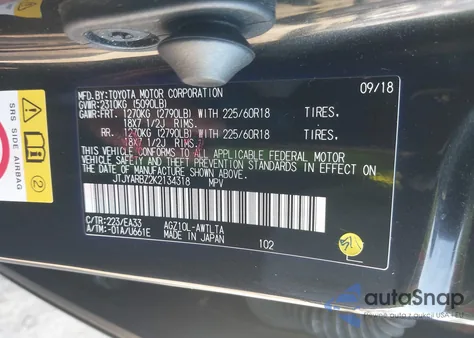 MFD.BY:TOYOTA MOTOR CORPORATION 09/18
GVWR:2310KG (5090LB)
GAWR:FRT. 1270KG (2790LB) WITH 225/60R18 TIRES.
18X7 1/2J RIMS.
RR. 1270KG (2790LB) WITH 225/60R18 TIRES.
18X7 1/2J RIMS.
THIS VEHICLE CONFORMS TO ALL APPLICABLE FEDERAL MOTOR
VEHICLE SAFETY AND THEFT PREVENTION STANDARDS IN EFFECT ON
THE DATE OF MANUFACTURE SHOWN ABOVE.
JTJYARBZ2K2134318 MPV
C/TR:223/EA33 AGZ10L-AWTLTA
A/TM:-01A/U661E MADE IN JAPAN 102
SRS SIDE AIRBAG
2
autoSnap